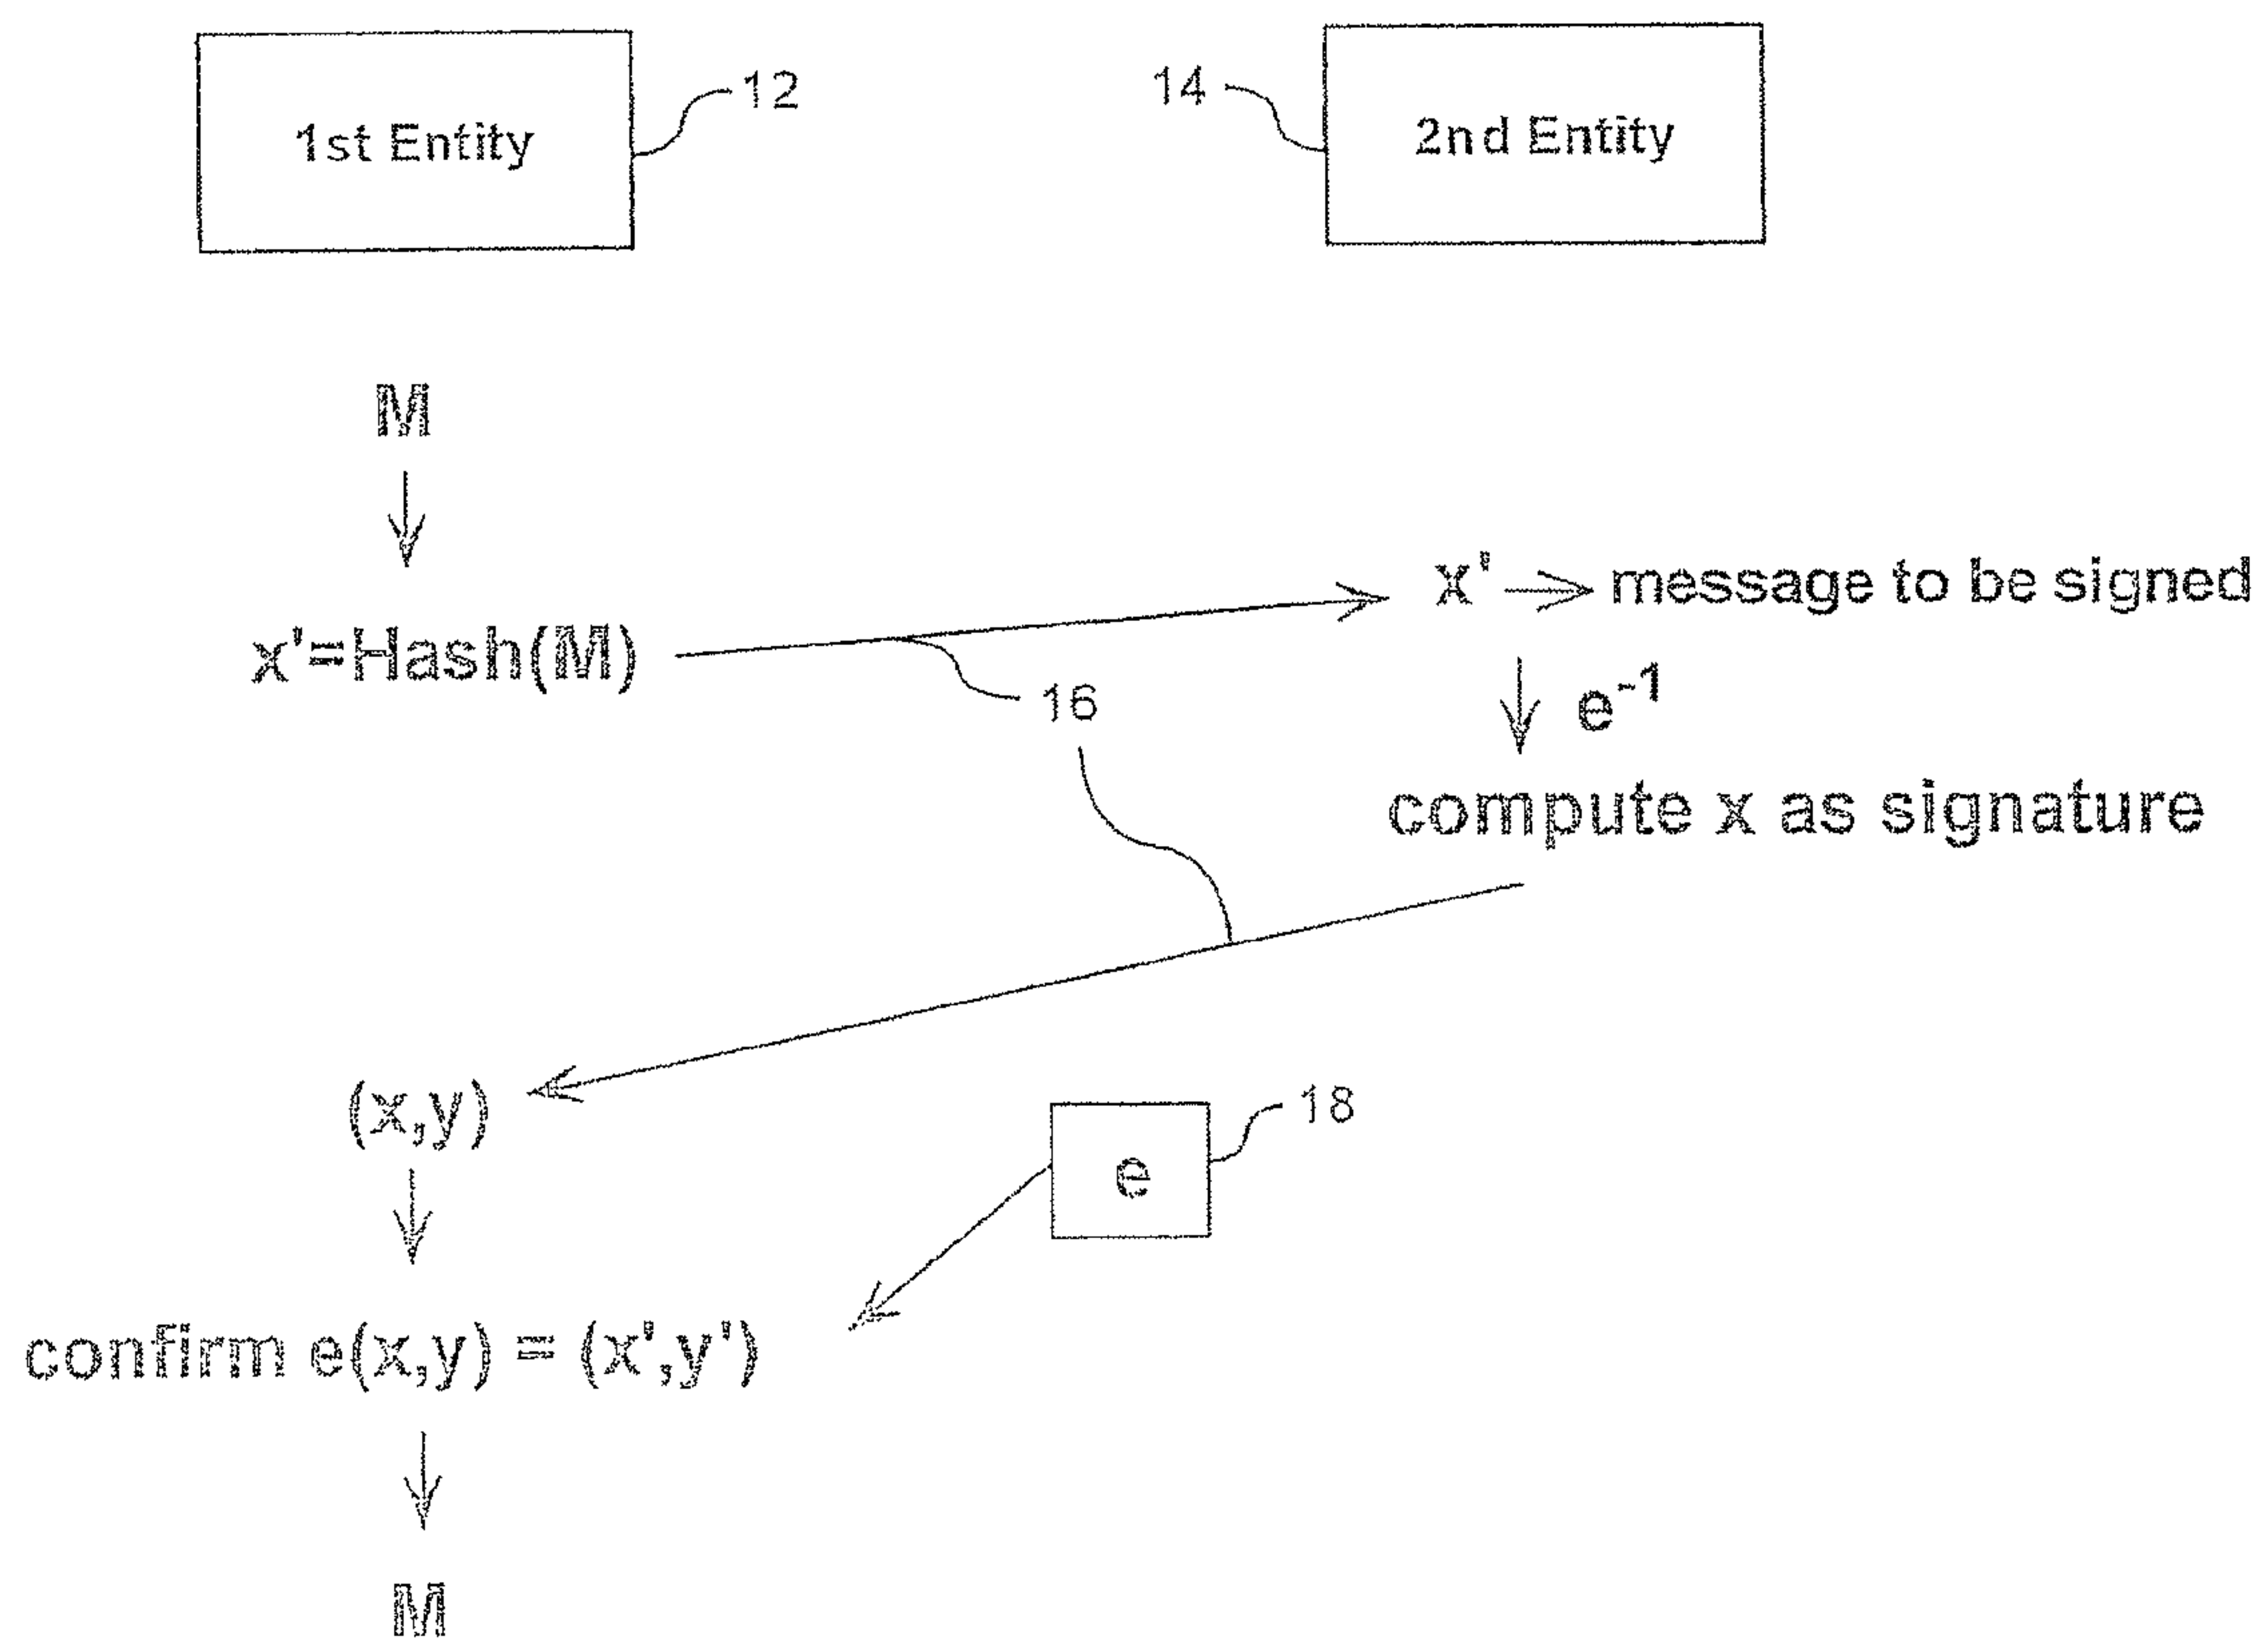 1st Entity
12
14
2nd Entity
M
x'=Hash(M)
x' → message to be signed
16
e⁻¹
compute x as signature
(x,y)
18
e
confirm e(x,y) = (x',y')
M